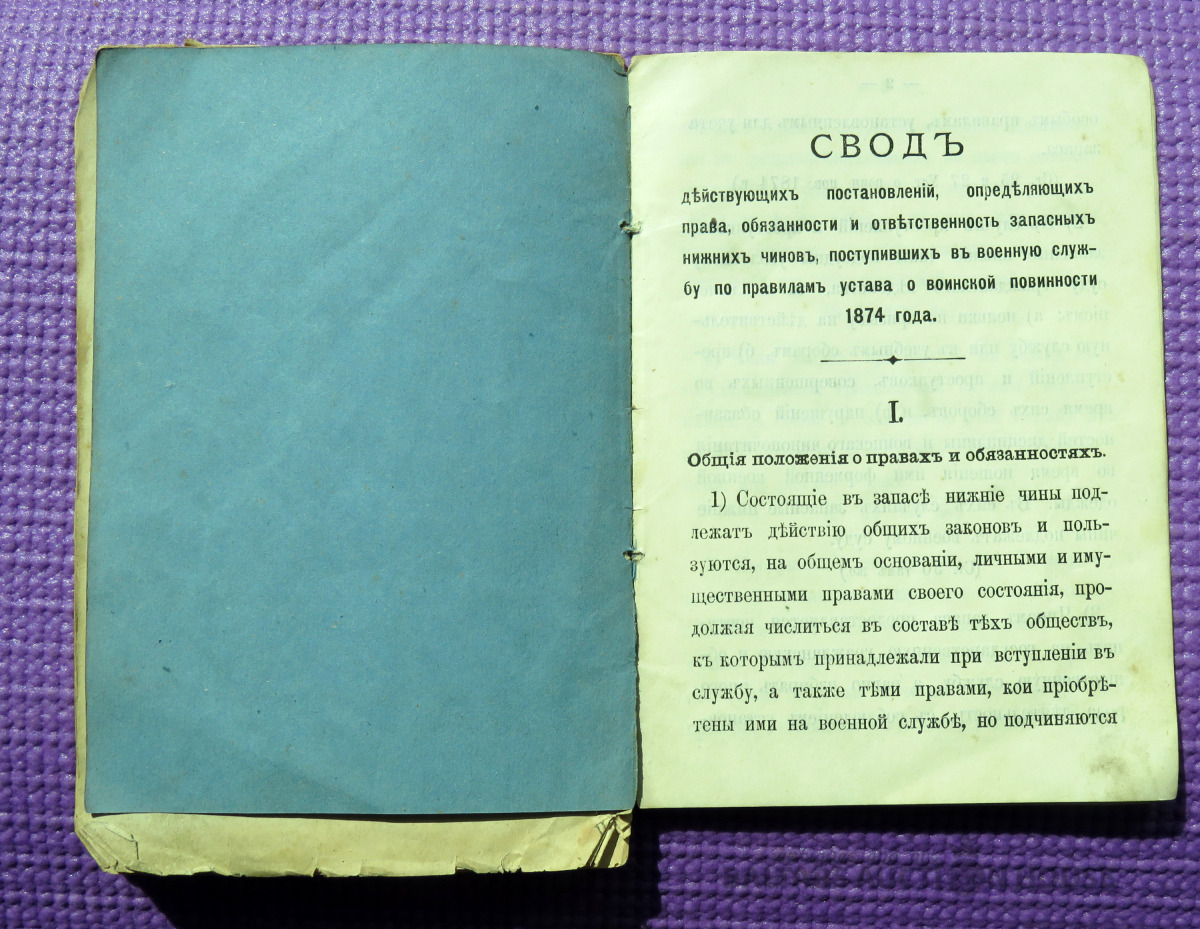 СВОДЪ
дѣйствующихъ постановленій, опредѣляющихъ
права, обязанности и отвѣтственность запасныхъ
нижнихъ чиновъ, поступившихъ въ военную служ-
бу по правиламъ устава о воинской повинности
1874 года.
I.
Общія положенія о правахъ и обязанностяхъ.
1) Состоящіе въ запасѣ нижніе чины под-
лежатъ дѣйствію общихъ законовъ и поль-
зуются, на общемъ основаніи, личными и иму-
щественными правами своего состоянія, про-
должая числиться въ составѣ тѣхъ обществъ,
къ которымъ принадлежали при вступленіи въ
службу, а также тѣми правами, кои пріобрѣ-
тены ими на военной службѣ, но подчиняются